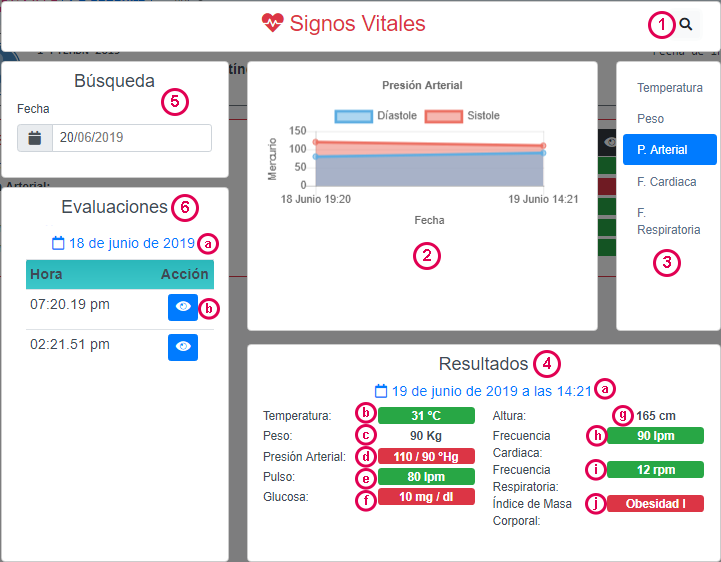 Signos Vitales
1
Fecha de I
tín
Búsqueda
5
Fecha
20/06/2019
Arterial:
Evaluaciones 6
18 de junio de 2019 a
Hora Acción
07:20.19 pm b
02:21.51 pm
Presión Arterial
Díastole Sistole
Mercurio
150
100
50
0
18 Junio 19:20 19 Junio 14:21
Fecha
2
Temperatura
Peso
P. Arterial
F. Cardiaca
F.
Respiratoria
3
Resultados 4
19 de junio de 2019 a las 14:21 a
Temperatura: b 31 °C
Peso: c 90 Kg
Presión Arterial: d 110 / 90 °Hg
Pulso: e 80 lpm
Glucosa: f 10 mg / dl
Altura: g 165 cm
Frecuencia h 90 lpm
Cardiaca:
Frecuencia i 12 rpm
Respiratoria:
Índice de Masa j Obesidad I
Corporal: